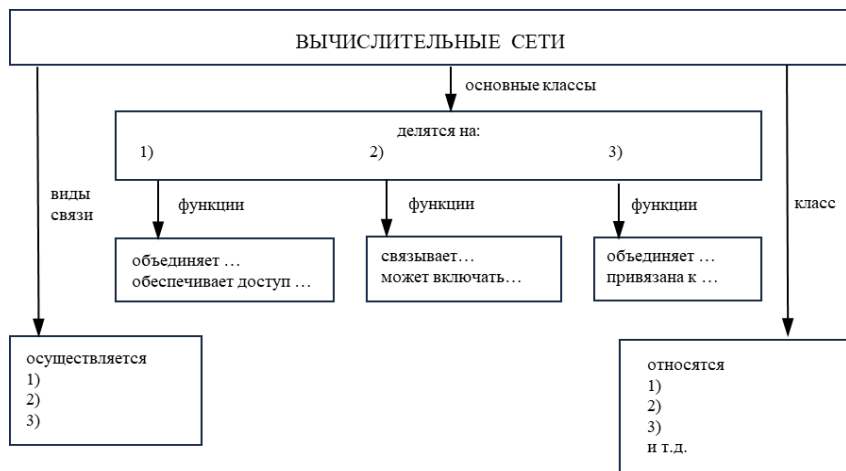 ВЫЧИСЛИТЕЛЬНЫЕ СЕТИ
основные классы
делятся на:
1) 2) 3)
виды
связи
функции
функции
функции
класс
объединяет …
обеспечивает доступ …
связывает…
может включать…
объединяет …
привязана к …
осуществляется
1)
2)
3)
относятся
1)
2)
3)
и т.д.